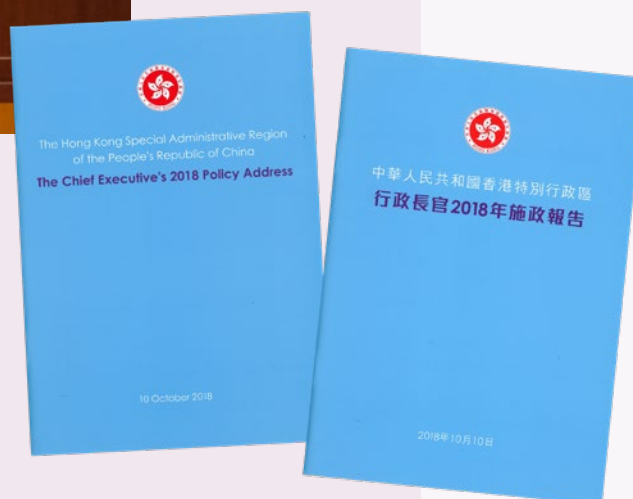 The Hong Kong Special Administrative Region
of the People's Republic of China
The Chief Executive's 2018 Policy Address
10 October 2018
中華人民共和國香港特別行政區
行政長官2018年施政報告
2018年10月10日